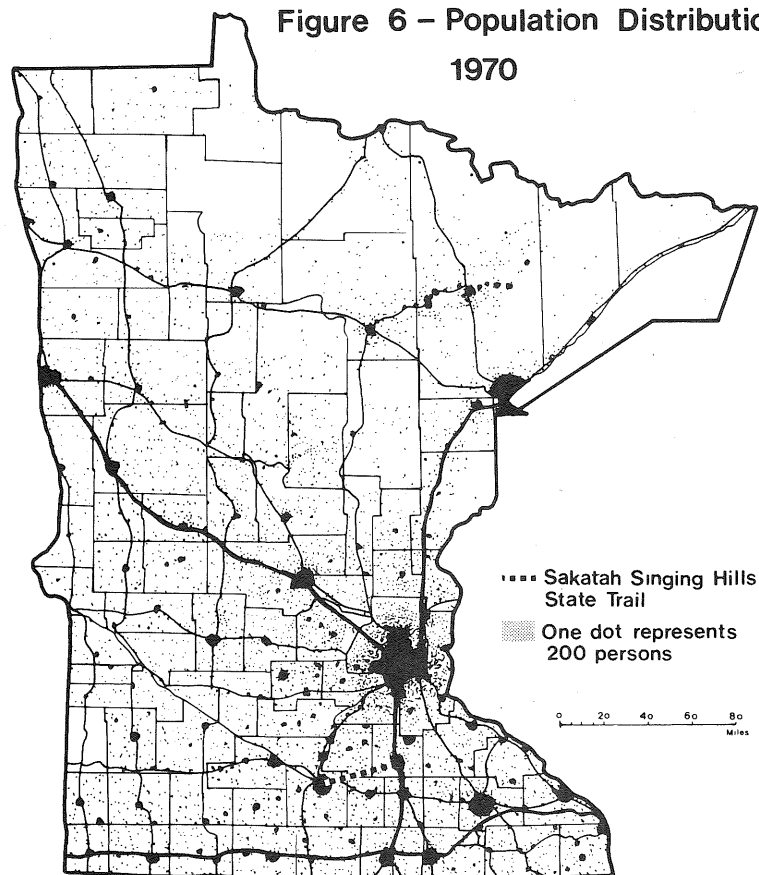 Figure 6 – Population Distributio
1970
Sakatah Singing Hills
State Trail
One dot represents
200 persons
0 20 40 60 80
Miles